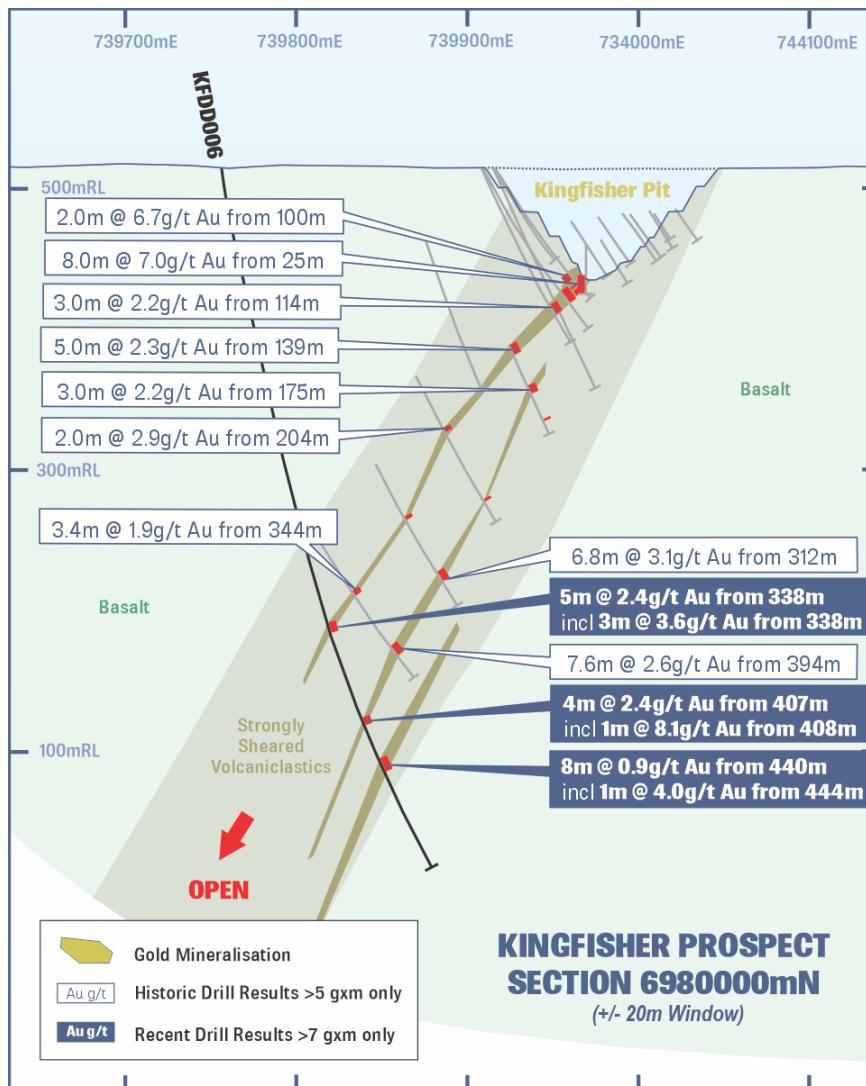 739700mE
739800mE
739900mE
734000mE
744100mE
KFDD006
500mRL
Kingfisher Pit
2.0m @ 6.7g/t Au from 100m
8.0m @ 7.0g/t Au from 25m
3.0m @ 2.2g/t Au from 114m
5.0m @ 2.3g/t Au from 139m
3.0m @ 2.2g/t Au from 175m
Basalt
2.0m @ 2.9g/t Au from 204m
300mRL
3.4m @ 1.9g/t Au from 344m
6.8m @ 3.1g/t Au from 312m
Basalt
5m @ 2.4g/t Au from 338m
incl 3m @ 3.6g/t Au from 338m
7.6m @ 2.6g/t Au from 394m
4m @ 2.4g/t Au from 407m
incl 1m @ 8.1g/t Au from 408m
Strongly
Sheared
Volcaniclastics
100mRL
8m @ 0.9g/t Au from 440m
incl 1m @ 4.0g/t Au from 444m
OPEN
Gold Mineralisation
Au g/t
Historic Drill Results >5 gxm only
Au g/t
Recent Drill Results >7 gxm only
KINGFISHER PROSPECT
SECTION 6980000mN
(+/- 20m Window)